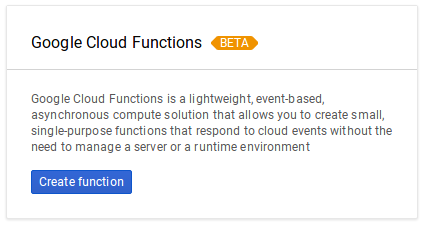 Google Cloud Functions BETA
Google Cloud Functions is a lightweight, event-based,
asynchronous compute solution that allows you to create small,
single-purpose functions that respond to cloud events without the
need to manage a server or a runtime environment
Create function